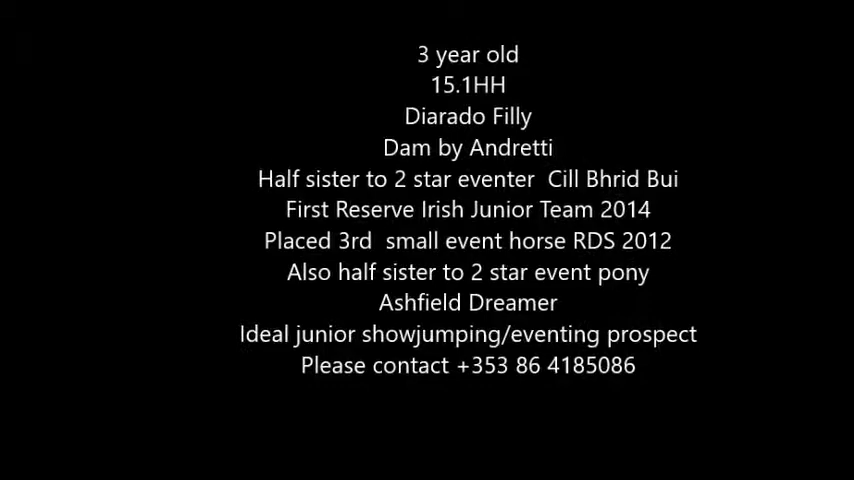 3 year old
15.1HH
Diarado Filly
Dam by Andretti
Half sister to 2 star eventer  Cill Bhrid Bui
First Reserve Irish Junior Team 2014
Placed 3rd  small event horse RDS 2012
Also half sister to 2 star event pony
Ashfield Dreamer
Ideal junior showjumping/eventing prospect
Please contact +353 86 4185086